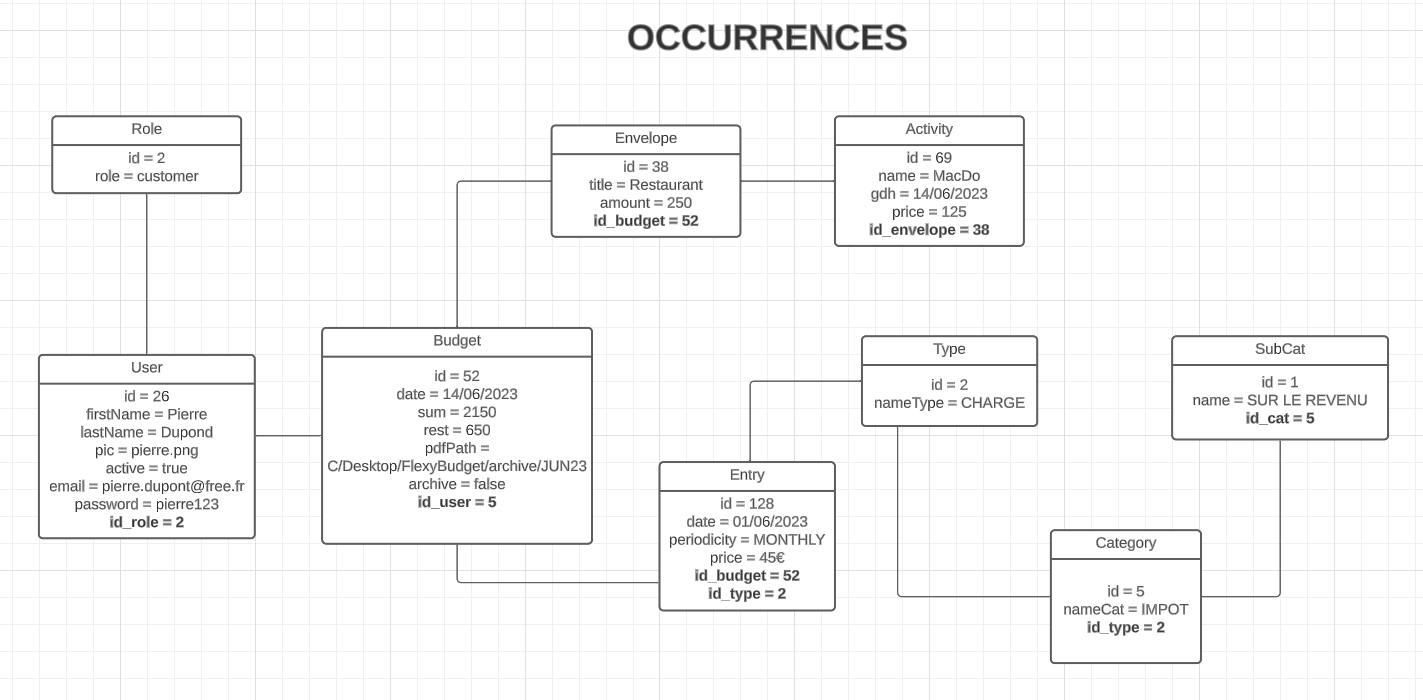 OCCURRENCES
Role
id = 2
role = customer
Envelope
id = 38
title = Restaurant
amount = 250
id_budget = 52
Activity
id = 69
name = MacDo
gdh = 14/06/2023
price = 125
id_envelope = 38
User
id = 26
firstName = Pierre
lastName = Dupond
pic = pierre.png
active = true
email = pierre.dupont@free.fr
password = pierre123
id_role = 2
Budget
id = 52
date = 14/06/2023
sum = 2150
rest = 650
pdfPath =
C/Desktop/FlexyBudget/archive/JUN23
archive = false
id_user = 5
Type
id = 2
nameType = CHARGE
SubCat
id = 1
name = SUR LE REVENU
id_cat = 5
Entry
id = 128
date = 01/06/2023
periodicity = MONTHLY
price = 45€
id_budget = 52
id_type = 2
Category
id = 5
nameCat = IMPOT
id_type = 2